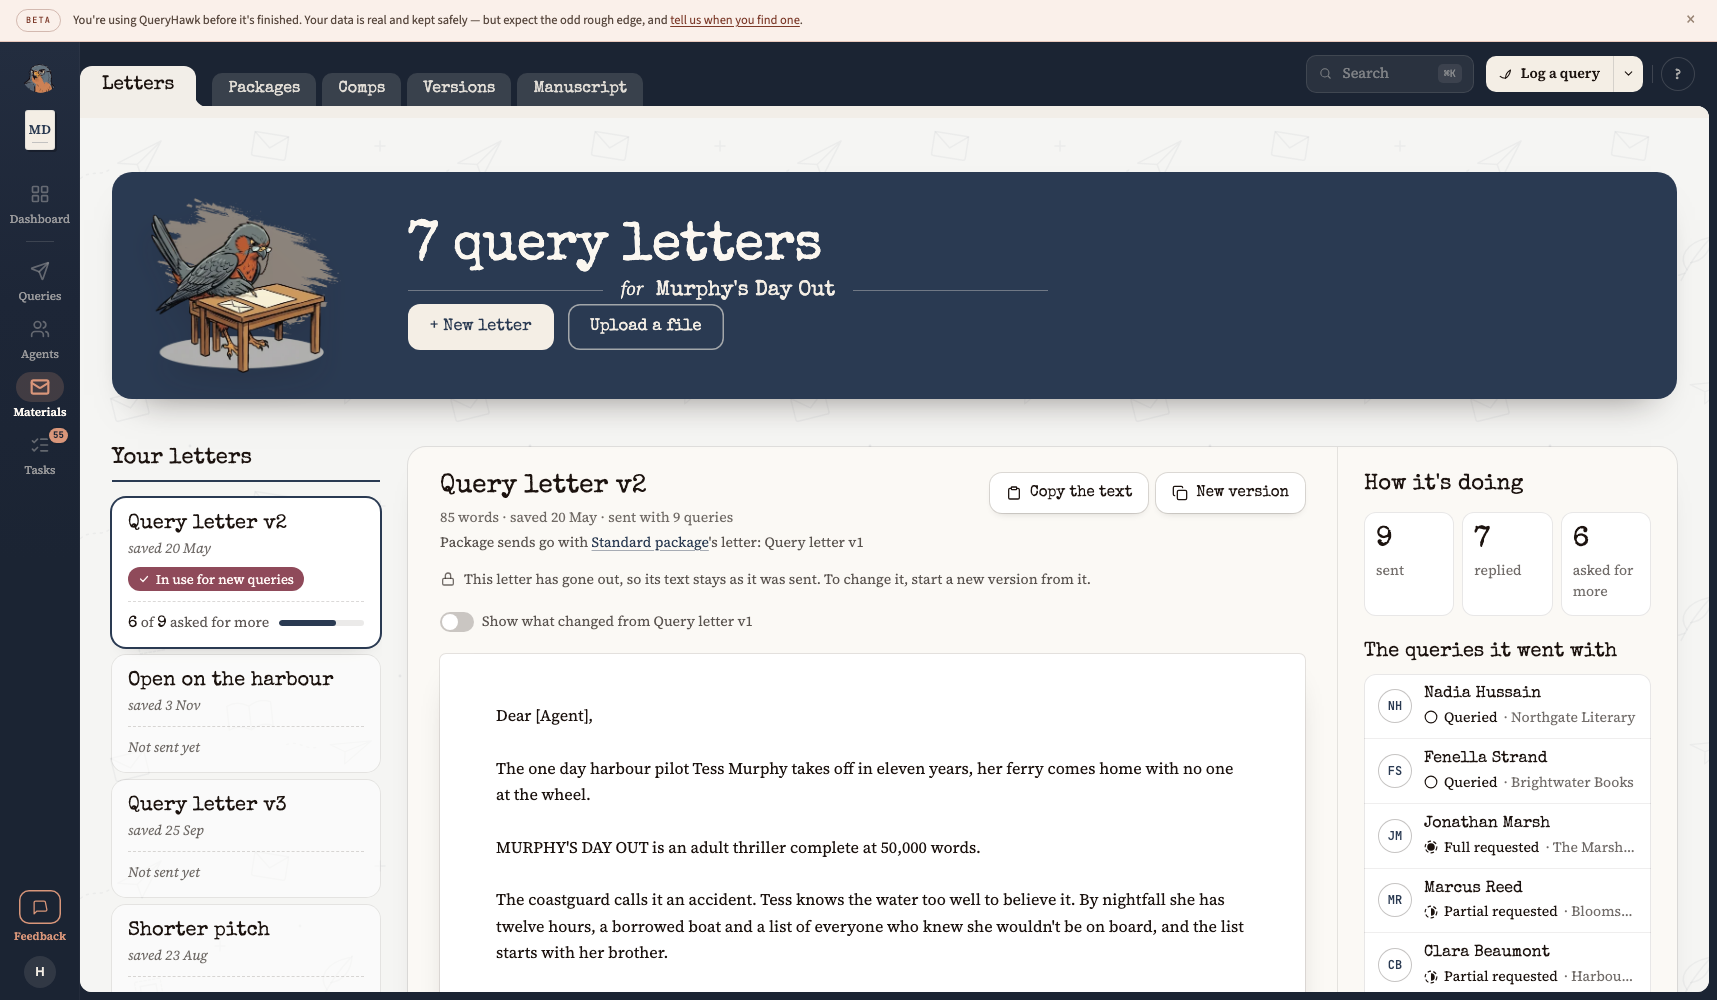 BETA
You're using QueryHawk before it's finished. Your data is real and kept safely — but expect the odd rough edge, and tell us when you find one.
×
Letters
Packages
Comps
Versions
Manuscript
Search
⌘K
Log a query
?
MD
Dashboard
Queries
Agents
Materials
55
Tasks
Feedback
H
7 query letters
for Murphy's Day Out
+ New letter
Upload a file
Your letters
Query letter v2
saved 20 May
In use for new queries
6 of 9 asked for more
Open on the harbour
saved 3 Nov
Not sent yet
Query letter v3
saved 25 Sep
Not sent yet
Shorter pitch
saved 23 Aug
Query letter v2
Copy the text
New version
85 words · saved 20 May · sent with 9 queries
Package sends go with Standard package's letter: Query letter v1
This letter has gone out, so its text stays as it was sent. To change it, start a new version from it.
Show what changed from Query letter v1
Dear [Agent],
The one day harbour pilot Tess Murphy takes off in eleven years, her ferry comes home with no one
at the wheel.
MURPHY'S DAY OUT is an adult thriller complete at 50,000 words.
The coastguard calls it an accident. Tess knows the water too well to believe it. By nightfall she has
twelve hours, a borrowed boat and a list of everyone who knew she wouldn't be on board, and the list
starts with her brother.
How it's doing
9
sent
7
replied
6
asked for
more
The queries it went with
NH
Nadia Hussain
Queried · Northgate Literary
FS
Fenella Strand
Queried · Brightwater Books
JM
Jonathan Marsh
Full requested · The Marsh...
MR
Marcus Reed
Partial requested · Blooms...
CB
Clara Beaumont
Partial requested · Harbou...